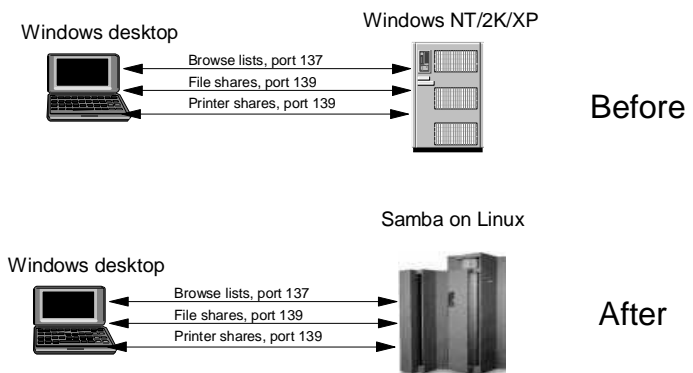 Windows desktop
Windows NT/2K/XP
Browse lists, port 137
File shares, port 139
Printer shares, port 139
Before
Samba on Linux
Windows desktop
Browse lists, port 137
File shares, port 139
Printer shares, port 139
After